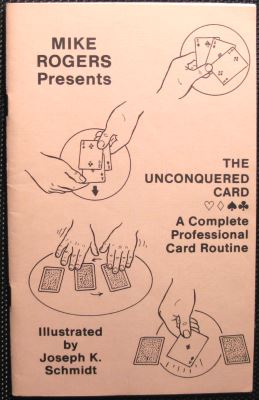 MIKE
ROGERS
Presents
THE
UNCONQUERED
CARD
♡♢♠♣
A Complete
Professional
Card Routine
Illustrated
by
Joseph K.
Schmidt